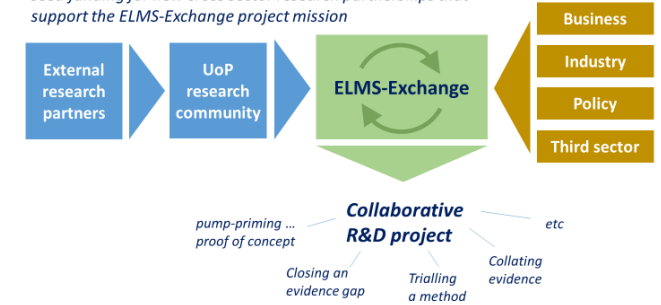 support the ELMS-Exchange project mission
External
research
partners
UoP
research
community
ELMS-Exchange
Business
Industry
Policy
Third sector
Collaborative
R&D project
pump-priming ...
proof of concept
Closing an
evidence gap
Trialling
a method
Collating
evidence
etc